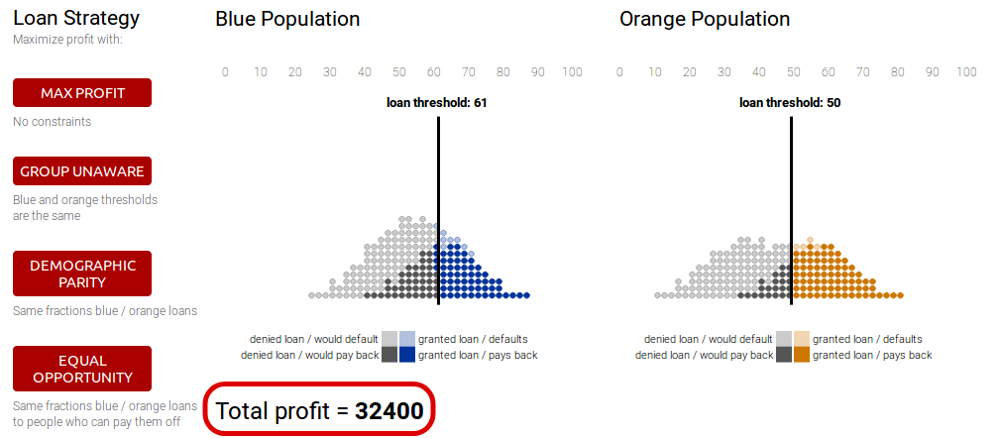 Loan Strategy
Maximize profit with:
MAX PROFIT
No constraints
GROUP UNAWARE
Blue and orange thresholds
are the same
DEMOGRAPHIC
PARITY
Same fractions blue / orange loans
EQUAL
OPPORTUNITY
Same fractions blue / orange loans
to people who can pay them off
Blue Population
0 10 20 30 40 50 60 70 80 90 100
loan threshold: 61
denied loan / would default
granted loan / defaults
denied loan / would pay back
granted loan / pays back
Total profit = 32400
Orange Population
0 10 20 30 40 50 60 70 80 90 100
loan threshold: 50
denied loan / would default
granted loan / defaults
denied loan / would pay back
granted loan / pays back